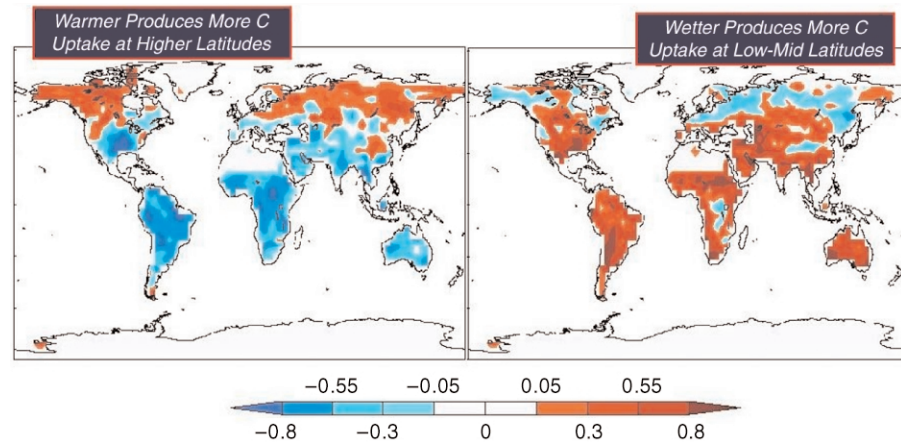 Warmer Produces More C
Uptake at Higher Latitudes
Wetter Produces More C
Uptake at Low-Mid Latitudes
−0.55 −0.05 0.05 0.55
−0.8 −0.3 0 0.3 0.8